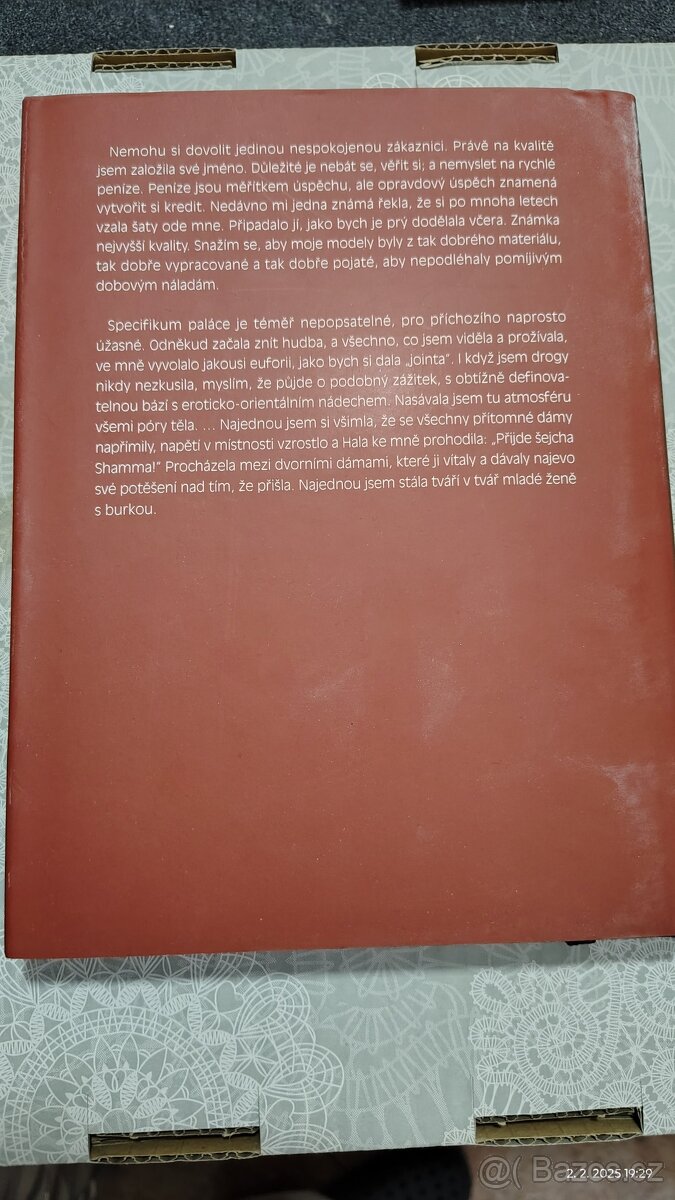 Nemohu si dovolit jedinou nespokojenou zákaznici. Právě na kvalitě
jsem založila své jméno. Důležité je nebát se, věřit si; a nemyslet na rychlé
peníze. Peníze jsou měřítkem úspěchu, ale opravdový úspěch znamená
vytvořit si kredit. Nedávno mi jedna známá řekla, že si po mnoha letech
vzala šaty ode mne. Připadalo jí, jako bych je prý dodělala včera. Známka
nejvyšší kvality. Snažím se, aby moje modely byly z tak dobrého materiálu,
tak dobře vypracované a tak dobře pojaté, aby nepodléhaly pomíjivým
dobovým náladám.
Specifikum paláce je téměř nepopsatelné, pro příchozího naprosto
úžasné. Odněkud začala znít hudba, a všechno, co jsem viděla a prožívala,
ve mně vyvolalo jakousi euforii, jako bych si dala „jointa“. I když jsem drogy
nikdy nezkusila, myslím, že půjde o podobný zážitek, s obtížně definova-
telnou bází s eroticko-orientálním nádechem. Nasávala jsem tu atmosféru
všemi póry těla. ... Najednou jsem si všimla, že se všechny přítomné dámy
napřímily, napětí v místnosti vzrostlo a Hala ke mně prohodila: „Přijde šejcha
Shamma!“ Procházela mezi dvorními dámami, které ji vítaly a dávaly najevo
své potěšení nad tím, že přišla. Najednou jsem stála tváří v tvář mladé ženě
s burkou.
Bazos.cz
2. 2. 2025 19:29